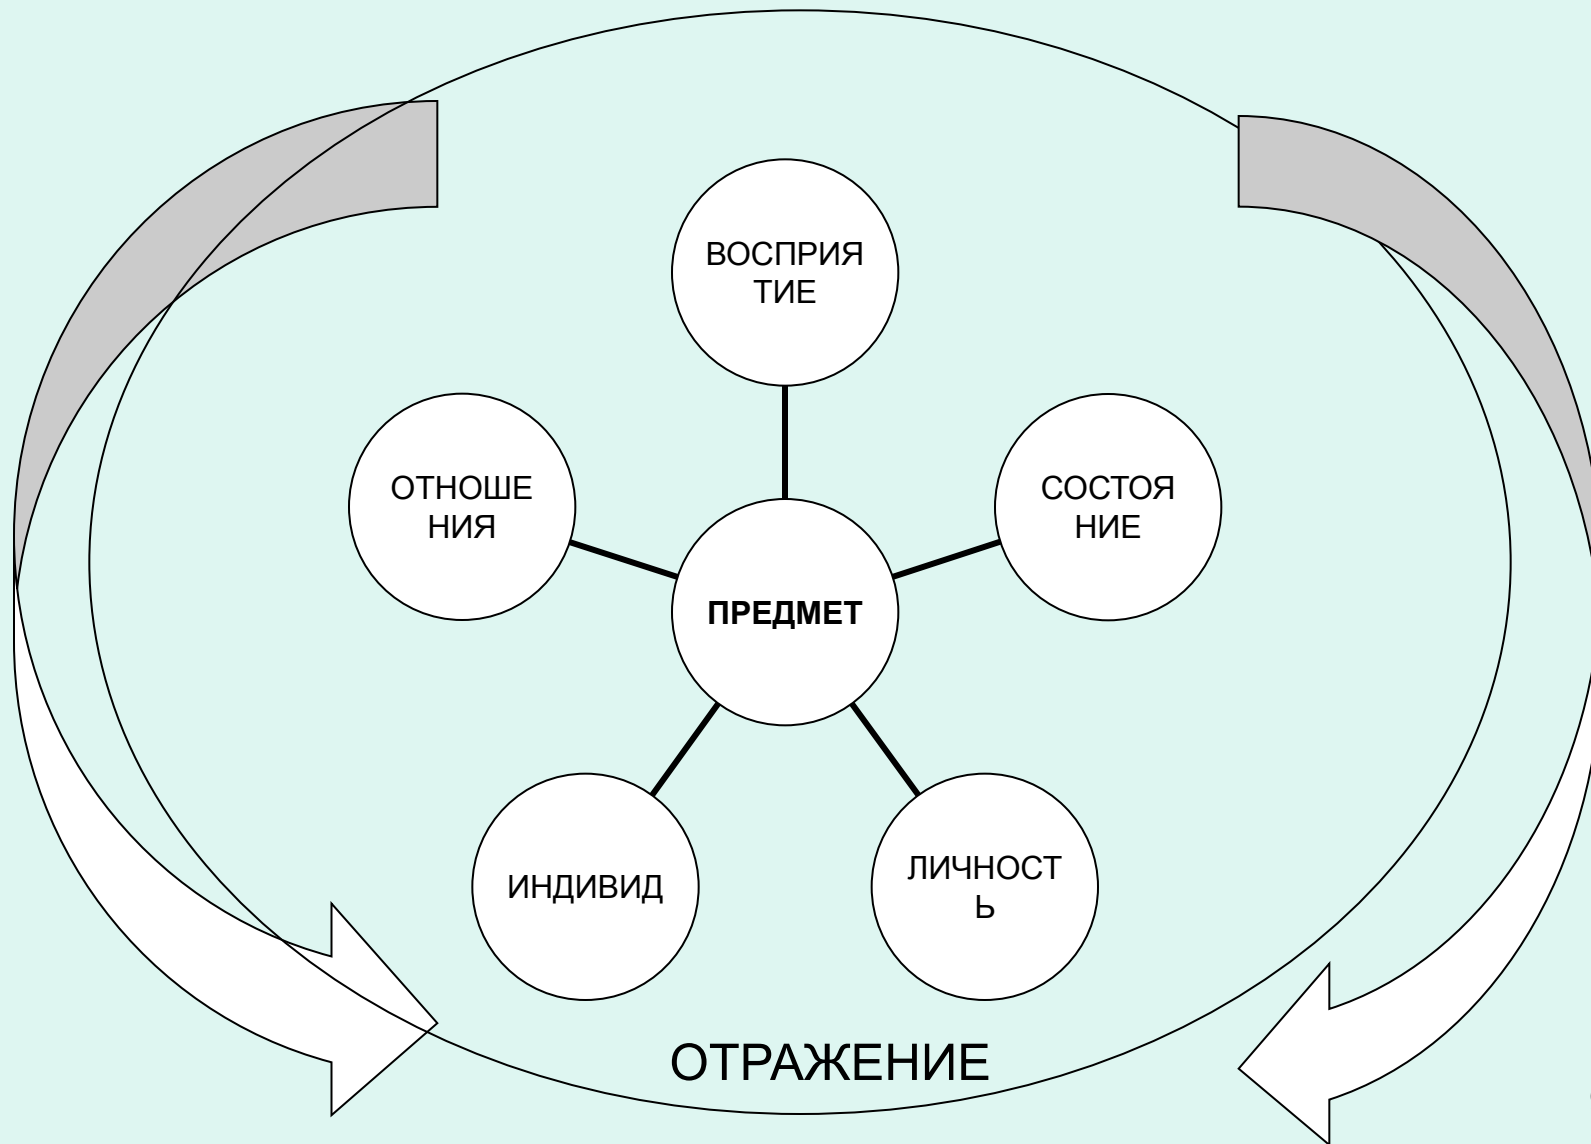 ВОСПРИЯ
ТИЕ
ОТНОШЕ
НИЯ
СОСТОЯ
НИЕ
ПРЕДМЕТ
ИНДИВИД
ЛИЧНОСТ
Ь
ОТРАЖЕНИЕ